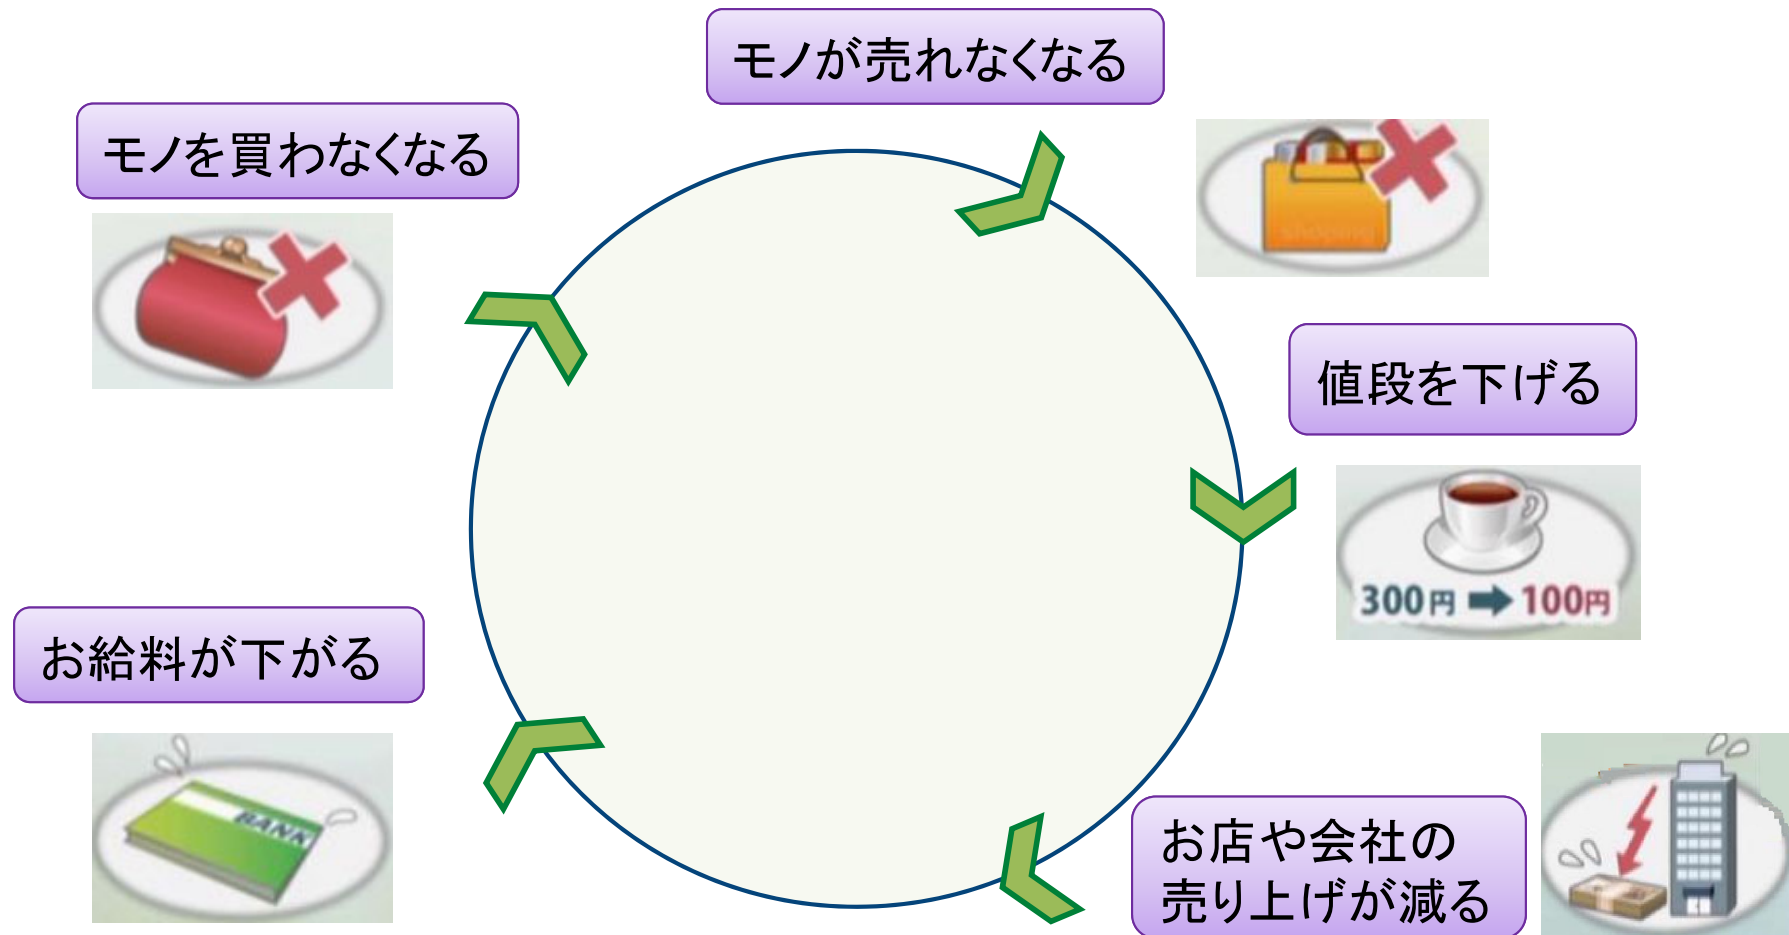 モノが売れなくなる
モノを買わなくなる
値段を下げる
300円 100円
お給料が下がる
BANK
お店や会社の
売り上げが減る